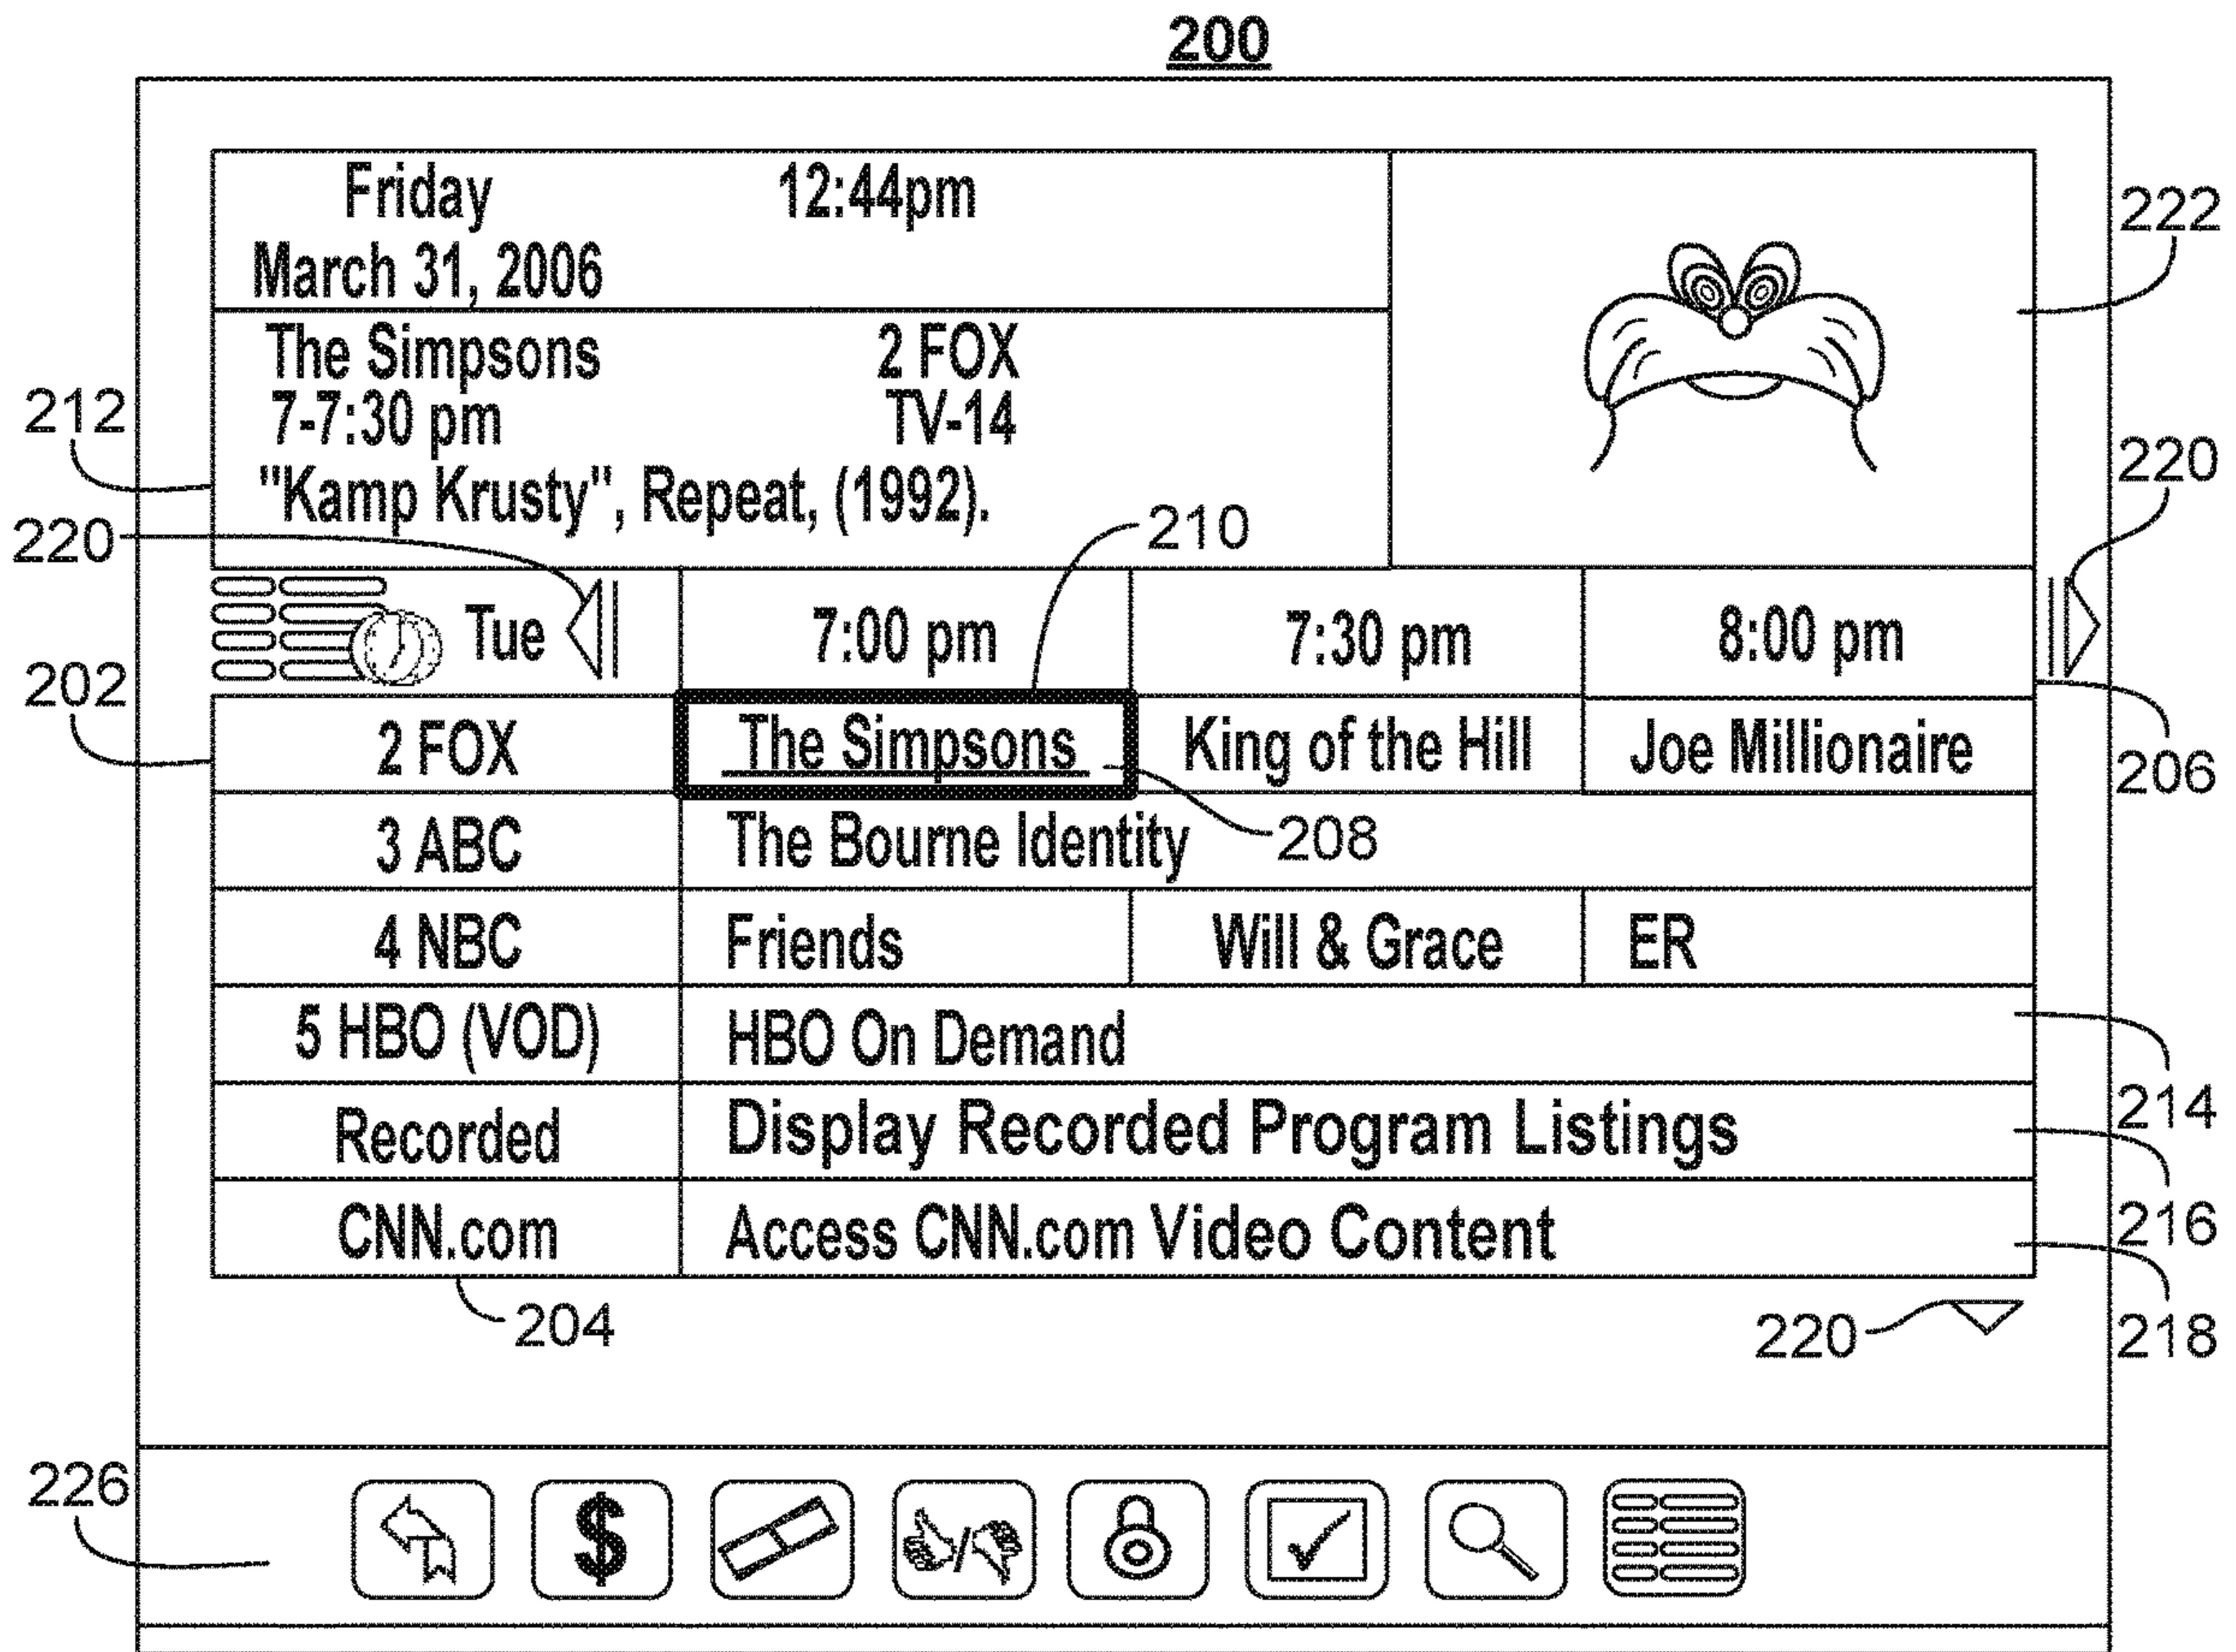 200
Friday 12:44pm
March 31, 2006
222
The Simpsons 2 FOX
212
7-7:30 pm TV-14
220
"Kamp Krusty", Repeat, (1992).
220
210
Tue 7:00 pm 7:30 pm 8:00 pm
202
2 FOX The Simpsons King of the Hill Joe Millionaire
206
3 ABC The Bourne Identity 208
4 NBC Friends Will & Grace ER
5 HBO (VOD) HBO On Demand
214
Recorded Display Recorded Program Listings
216
CNN.com Access CNN.com Video Content
204
220
218
226
$